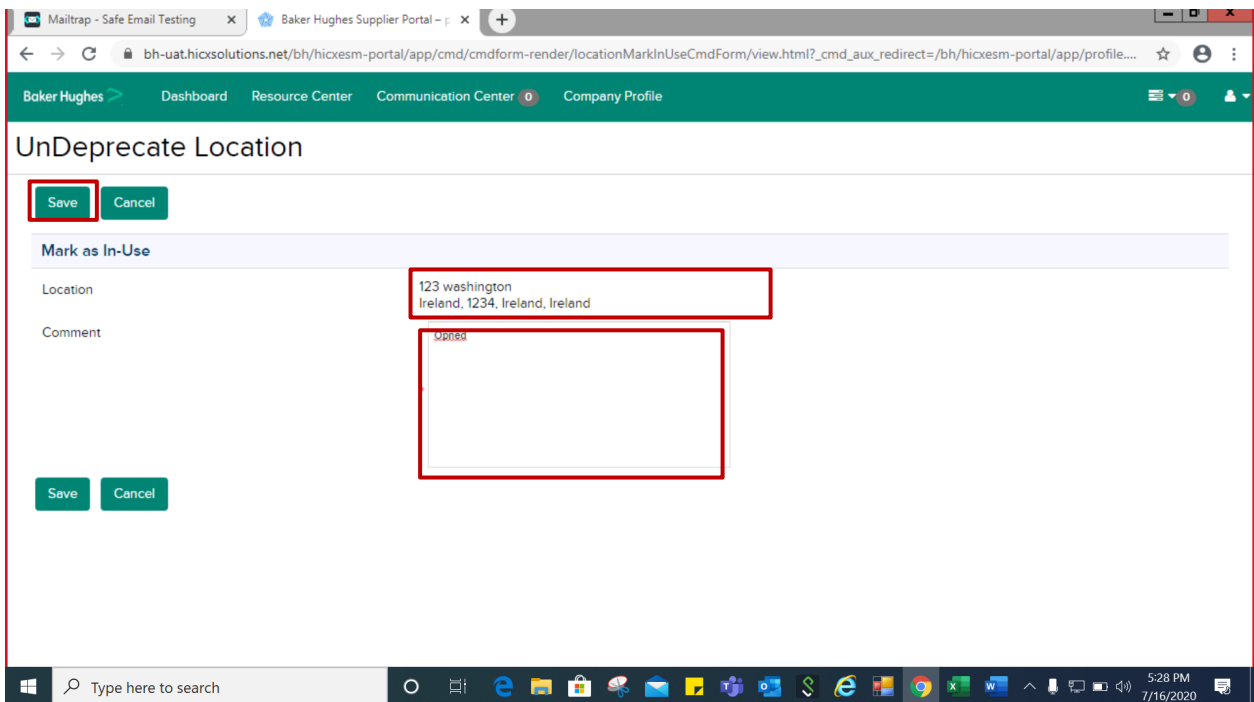 Mailtrap - Safe Email Testing
Baker Hughes Supplier Portal – p
bh-uat.hicxsolutions.net/bh/hicxesm-portal/app/cmd/cmdform-render/locationMarkInUseCmdForm/view.html?_cmd_aux_redirect=/bh/hicxesm-portal/app/profile....
Baker Hughes Dashboard Resource Center Communication Center 0 Company Profile 0
UnDeprecate Location
Save Cancel
Mark as In-Use
Location
123 washington
Ireland, 1234, Ireland, Ireland
Comment
Opned
Save Cancel
Type here to search
5:28 PM
7/16/2020